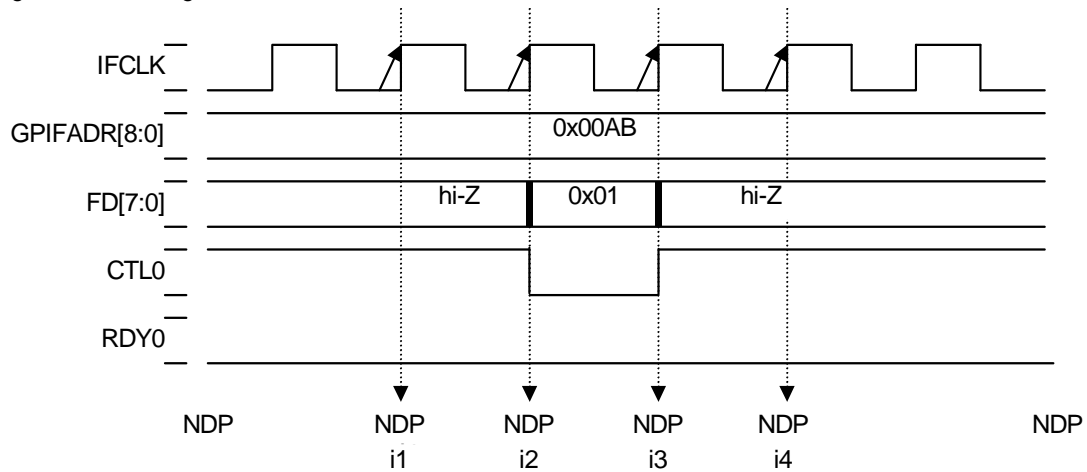 IFCLK
GPIFADR[8:0]
0x00AB
FD[7:0]
hi-Z
0x01
hi-Z
CTL0
RDY0
NDP NDP NDP NDP NDP NDP
i1 i2 i3 i4